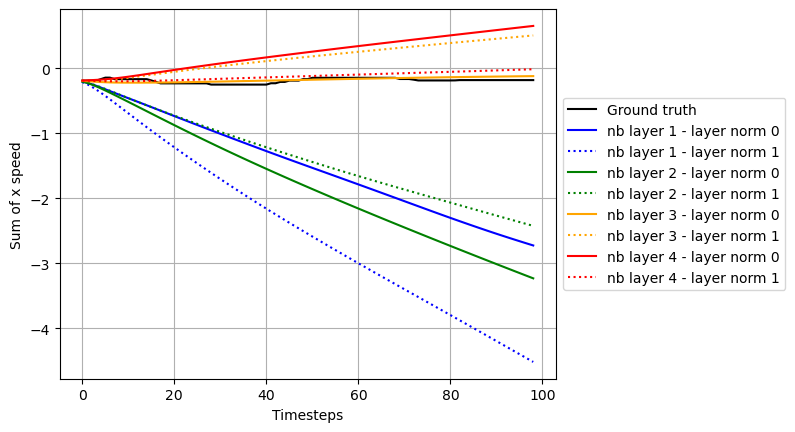 0
−1
−2
−3
−4
Sum of x speed
0
20
40
60
80
100
Timesteps
Ground truth
nb layer 1 - layer norm 0
nb layer 1 - layer norm 1
nb layer 2 - layer norm 0
nb layer 2 - layer norm 1
nb layer 3 - layer norm 0
nb layer 3 - layer norm 1
nb layer 4 - layer norm 0
nb layer 4 - layer norm 1